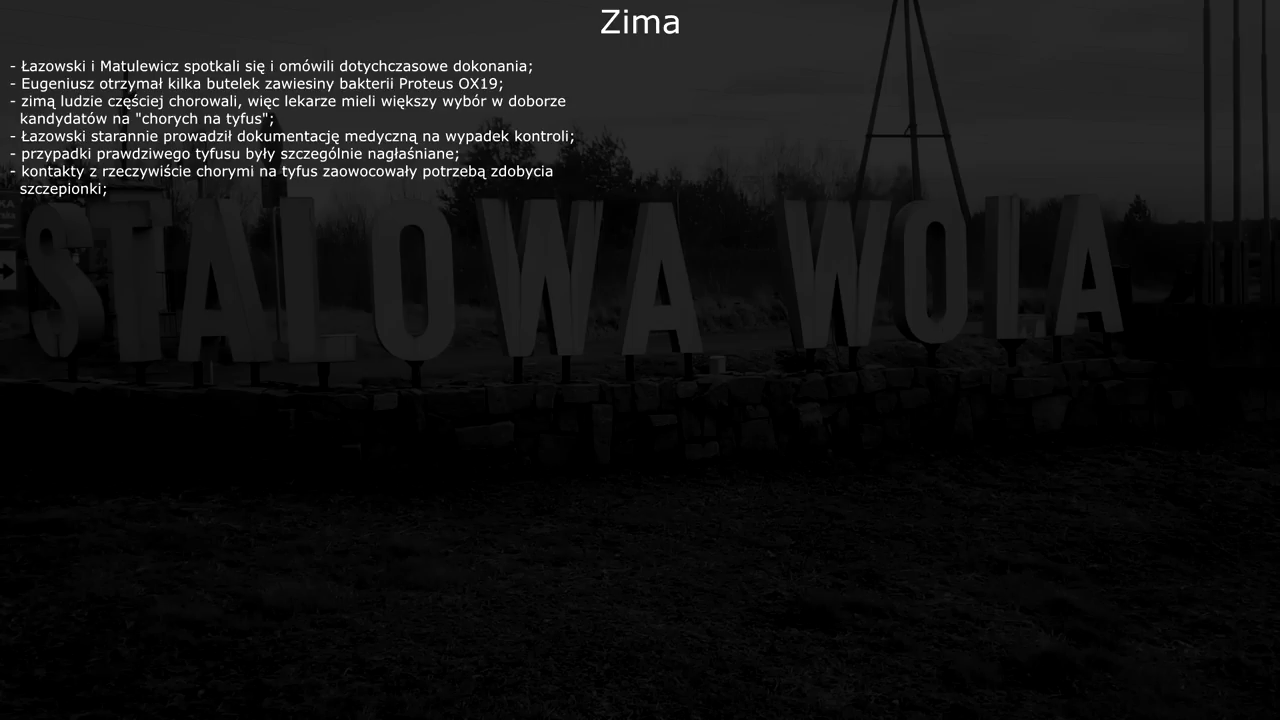 Zima
- Łazowski i Matulewicz spotkali się i omówili dotychczasowe dokonania;
- Eugeniusz otrzymał kilka butelek zawiesiny bakterii Proteus OX19;
- zimą ludzie częściej chorowali, więc lekarze mieli większy wybór w doborze
kandydatów na "chorych na tyfus";
- Łazowski starannie prowadził dokumentację medyczną na wypadek kontroli;
- przypadki prawdziwego tyfusu były szczególnie nagłaśniane;
- kontakty z rzeczywiście chorymi na tyfus zaowocowały potrzebą zdobycia
szczepionki;
STALOWA WOLA